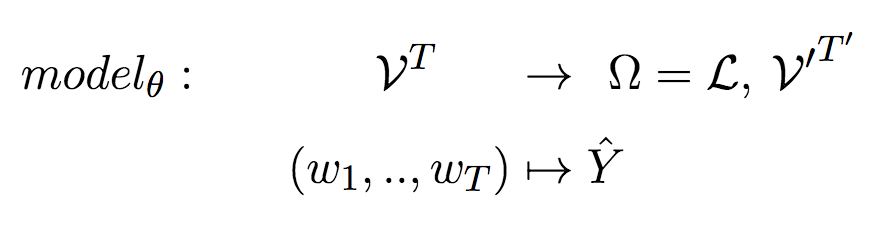 model_θ : 𝒱^T → Ω = ℒ, 𝒱′^T′
(w_1, .., w_T) ↦ Ŷ